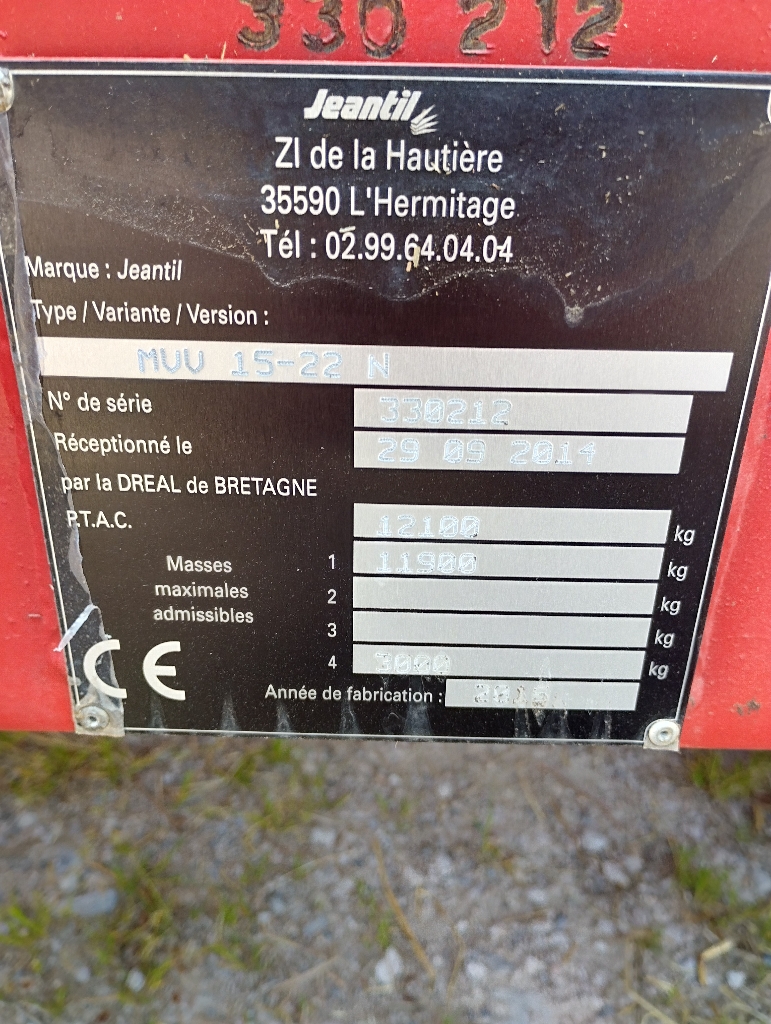 330 212
Jeantil
ZI de la Hautière
35590 L'Hermitage
Tél : 02.99.64.04.04
Marque : Jeantil
Type / Variante / Version :
MVV 15-22 N
N° de série 330212
Réceptionné le 29 09 2014
par la DREAL de BRETAGNE
P.T.A.C. 12100 kg
Masses maximales admissibles
1 11900 kg
2 kg
3 kg
4 3000 kg
CE
Année de fabrication :